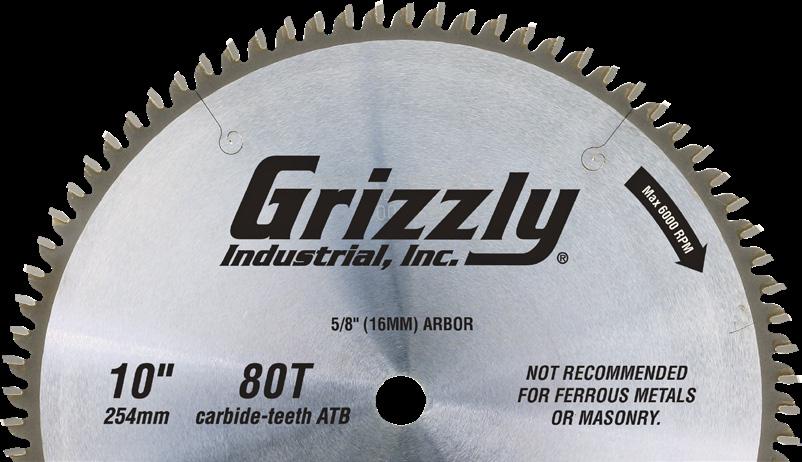 Grizzly
Industrial, Inc. ®
Max 6000 RPM
5/8" (16MM) ARBOR
10"
254mm
80T
carbide-teeth ATB
NOT RECOMMENDED
FOR FERROUS METALS
OR MASONRY.